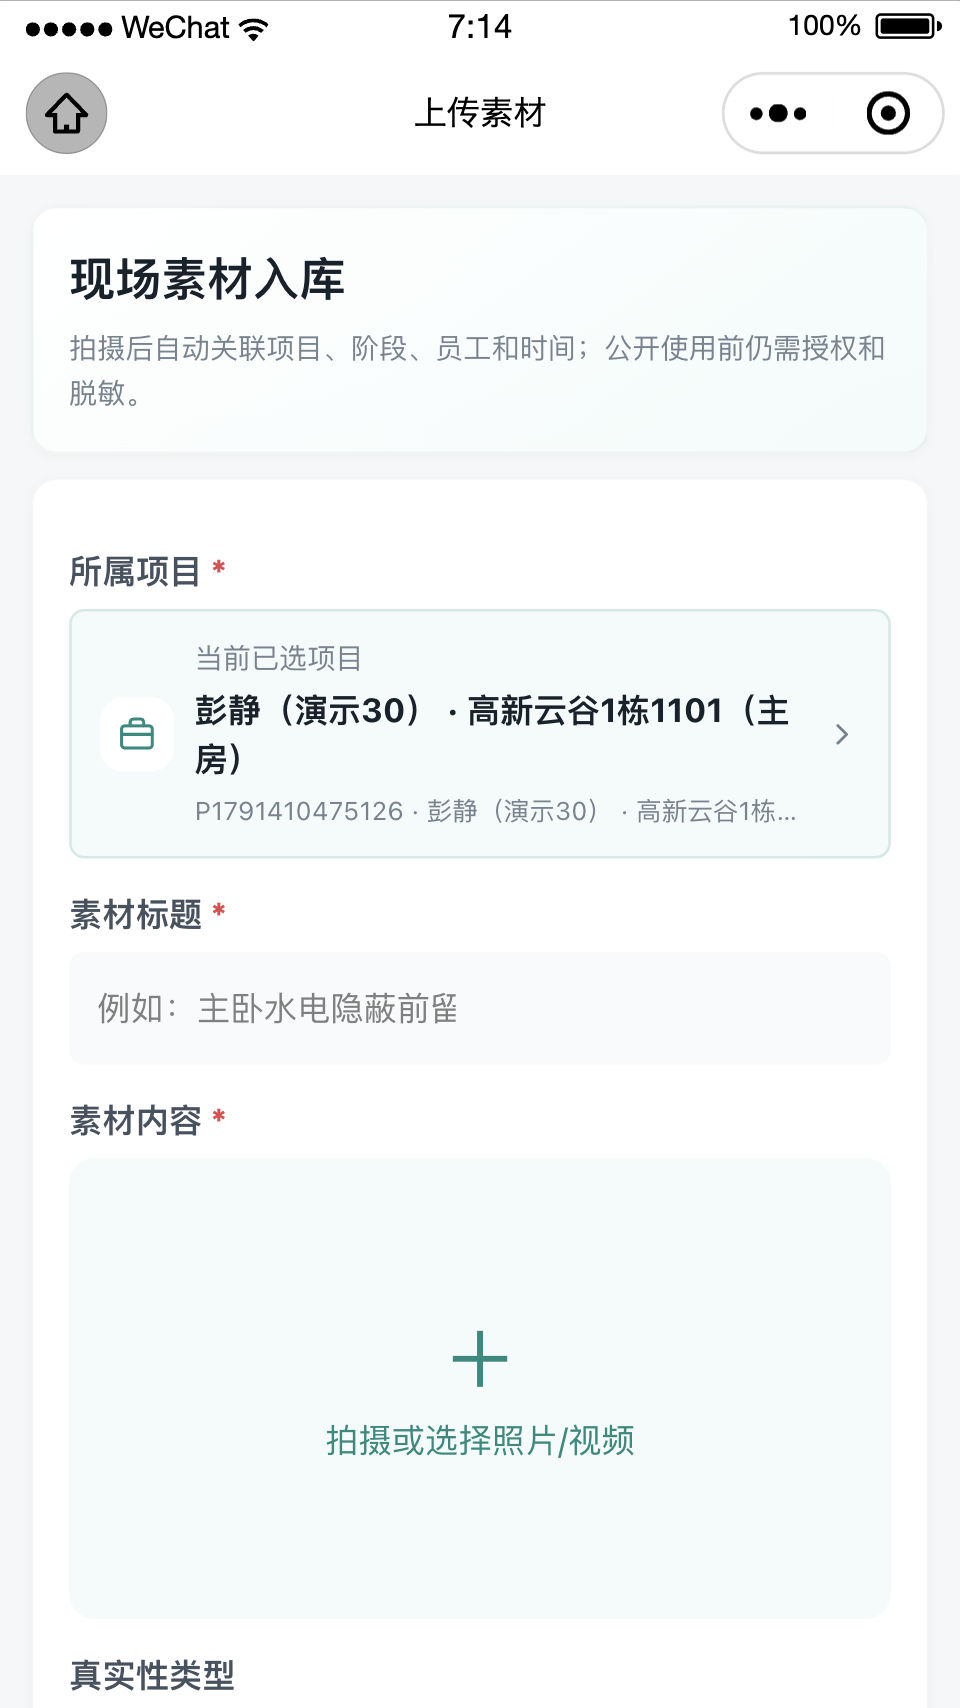 WeChat 7:14 100%
上传素材
现场素材入库
拍摄后自动关联项目、阶段、员工和时间；公开使用前仍需授权和
脱敏。
所属项目 *
当前已选项目
彭静（演示30） · 高新云谷1栋1101（主
房）
P1791410475126 · 彭静（演示30） · 高新云谷1栋...
素材标题 *
例如：主卧水电隐蔽前留
素材内容 *
拍摄或选择照片/视频
真实性类型